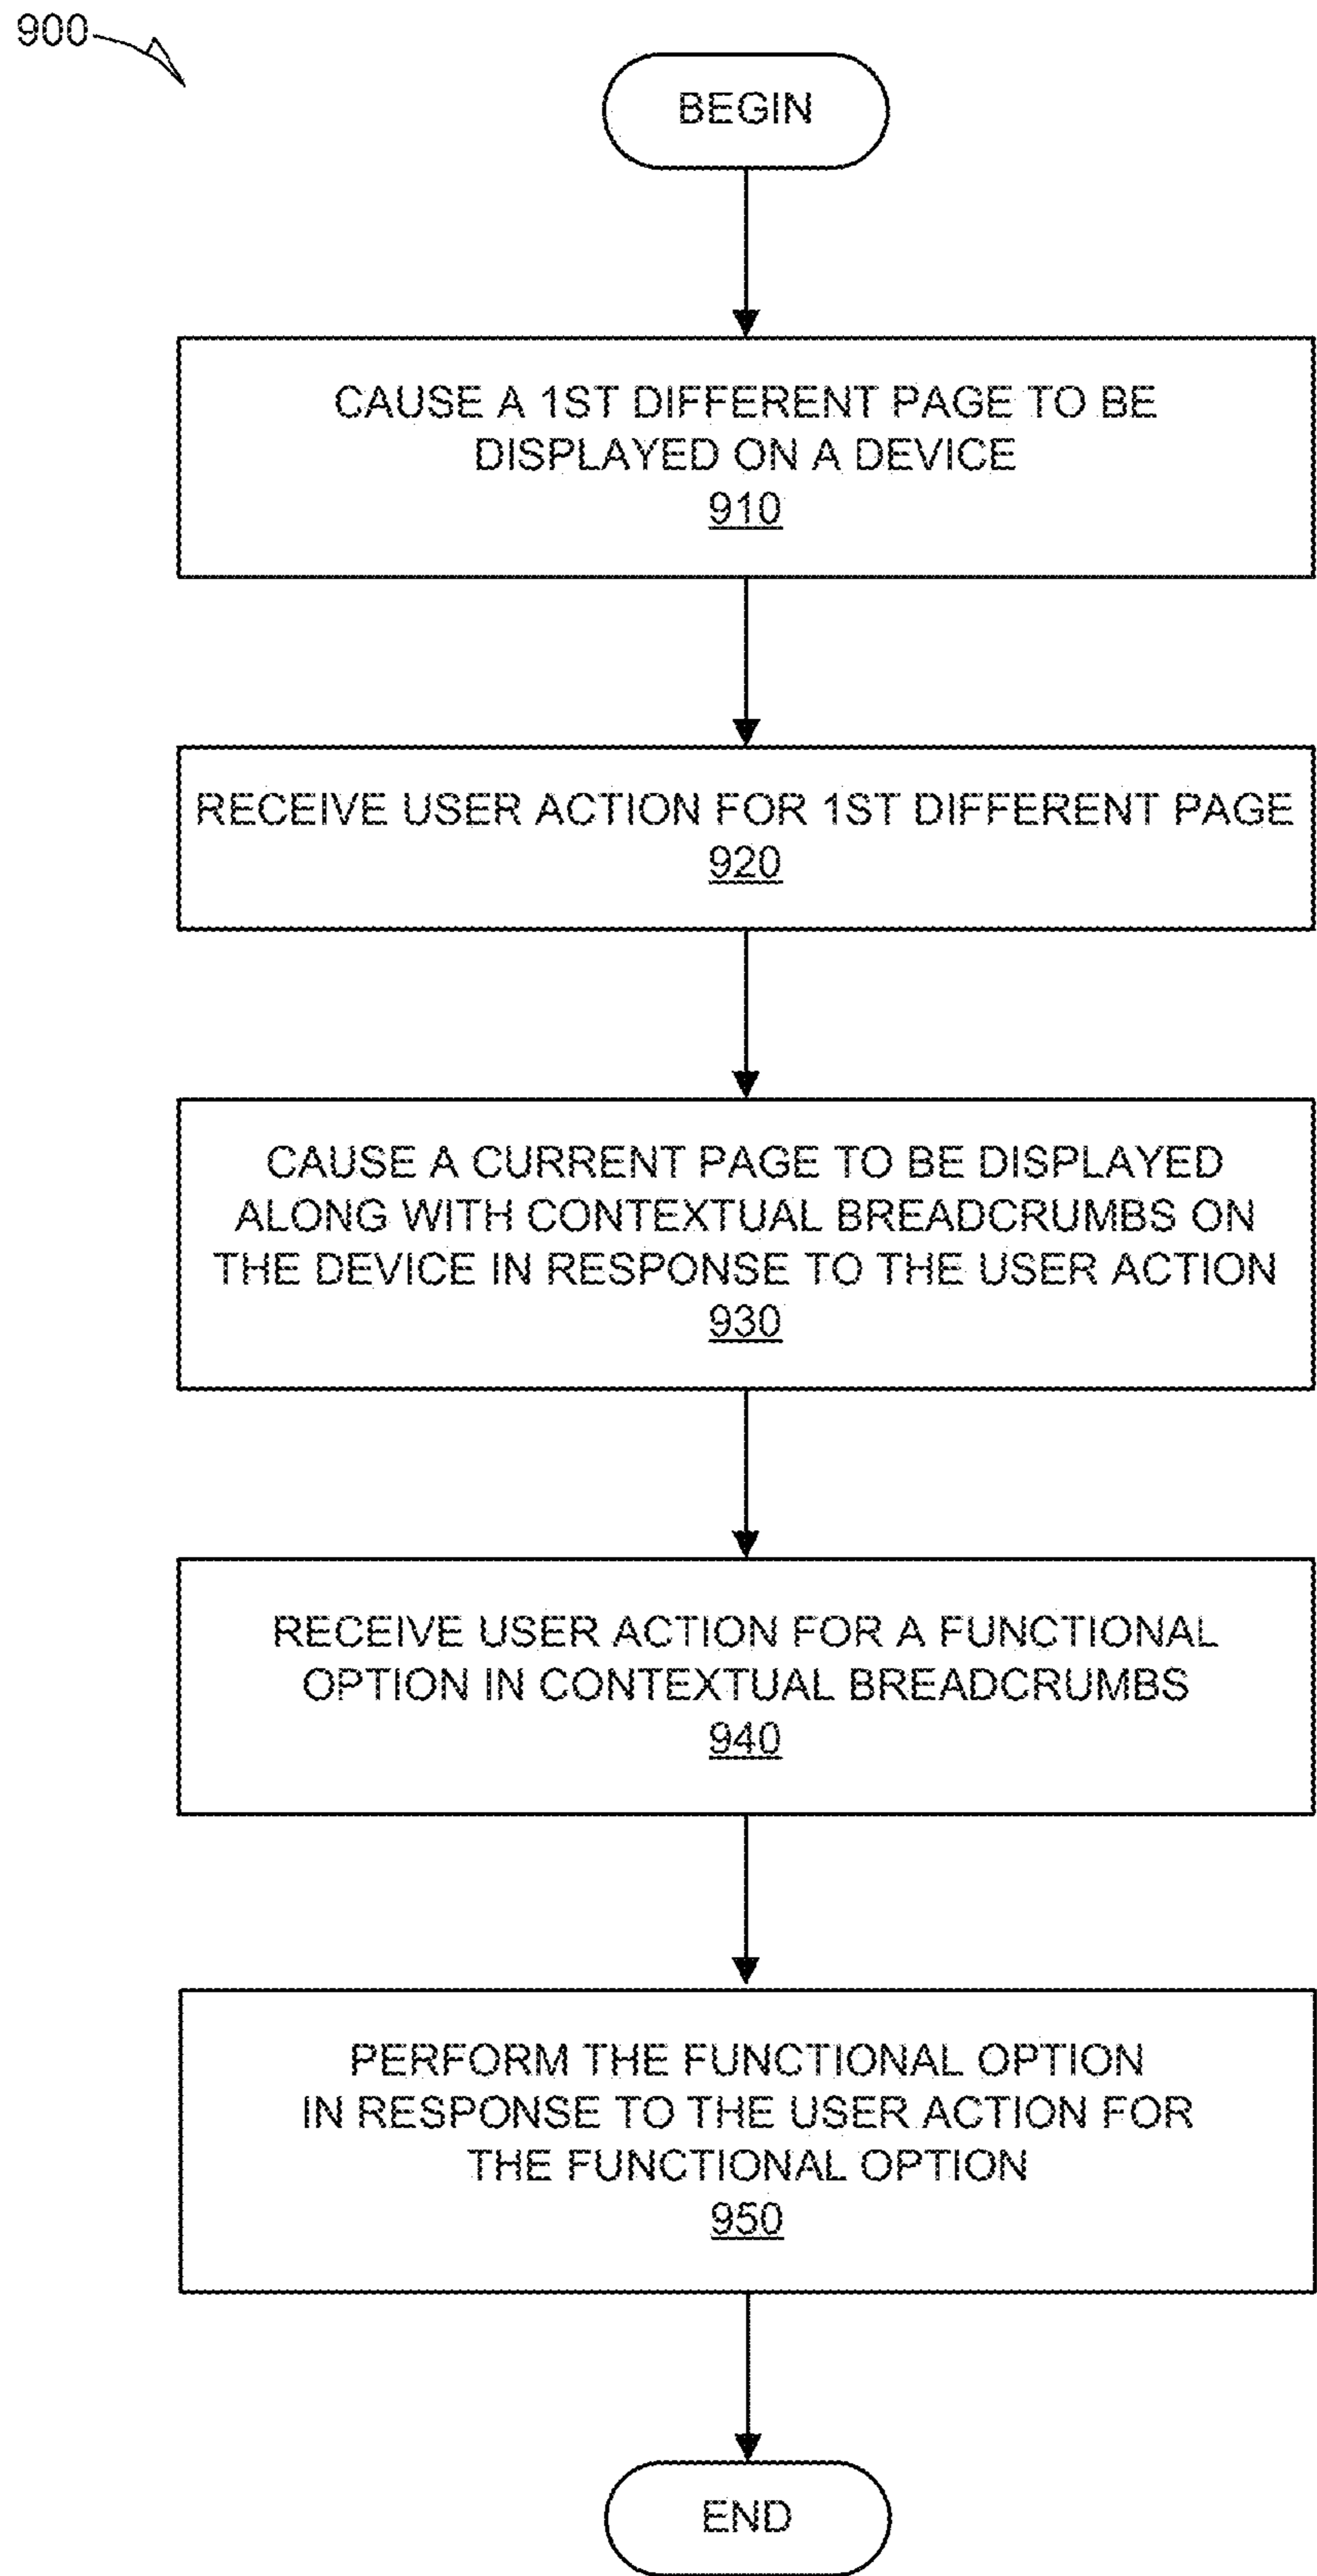 900
BEGIN
CAUSE A 1ST DIFFERENT PAGE TO BE
DISPLAYED ON A DEVICE
910
RECEIVE USER ACTION FOR 1ST DIFFERENT PAGE
920
CAUSE A CURRENT PAGE TO BE DISPLAYED
ALONG WITH CONTEXTUAL BREADCRUMBS ON
THE DEVICE IN RESPONSE TO THE USER ACTION
930
RECEIVE USER ACTION FOR A FUNCTIONAL
OPTION IN CONTEXTUAL BREADCRUMBS
940
PERFORM THE FUNCTIONAL OPTION
IN RESPONSE TO THE USER ACTION FOR
THE FUNCTIONAL OPTION
950
END